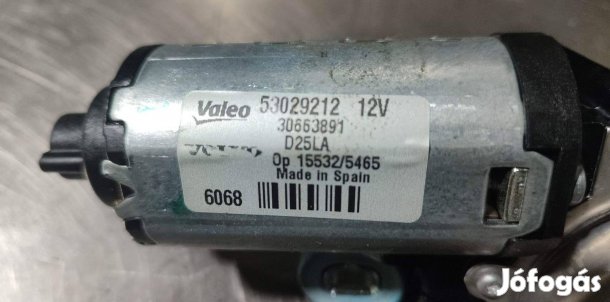 Valeo 53029212 12V
30663891
D25LA
Op 15532/5465
Made in Spain
6068
Jófogás